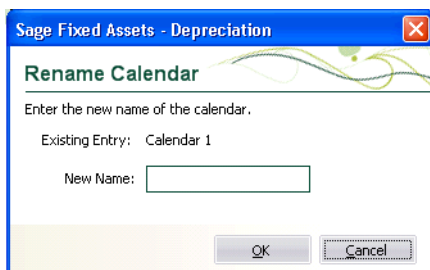 Sage Fixed Assets - Depreciation
Rename Calendar
Enter the new name of the calendar.
Existing Entry: Calendar 1
New Name:
OK Cancel